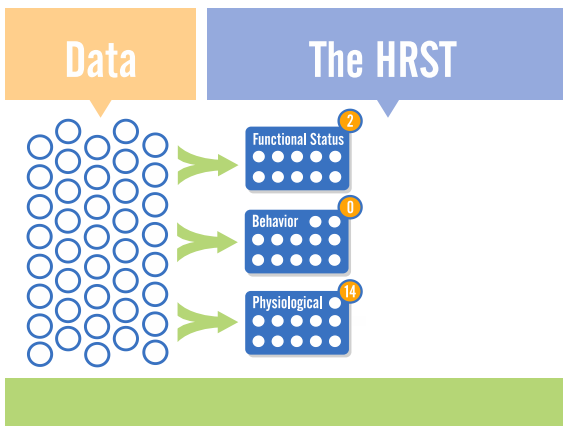 Data
The HRST
2
Functional Status
0
Behavior
14
Physiological